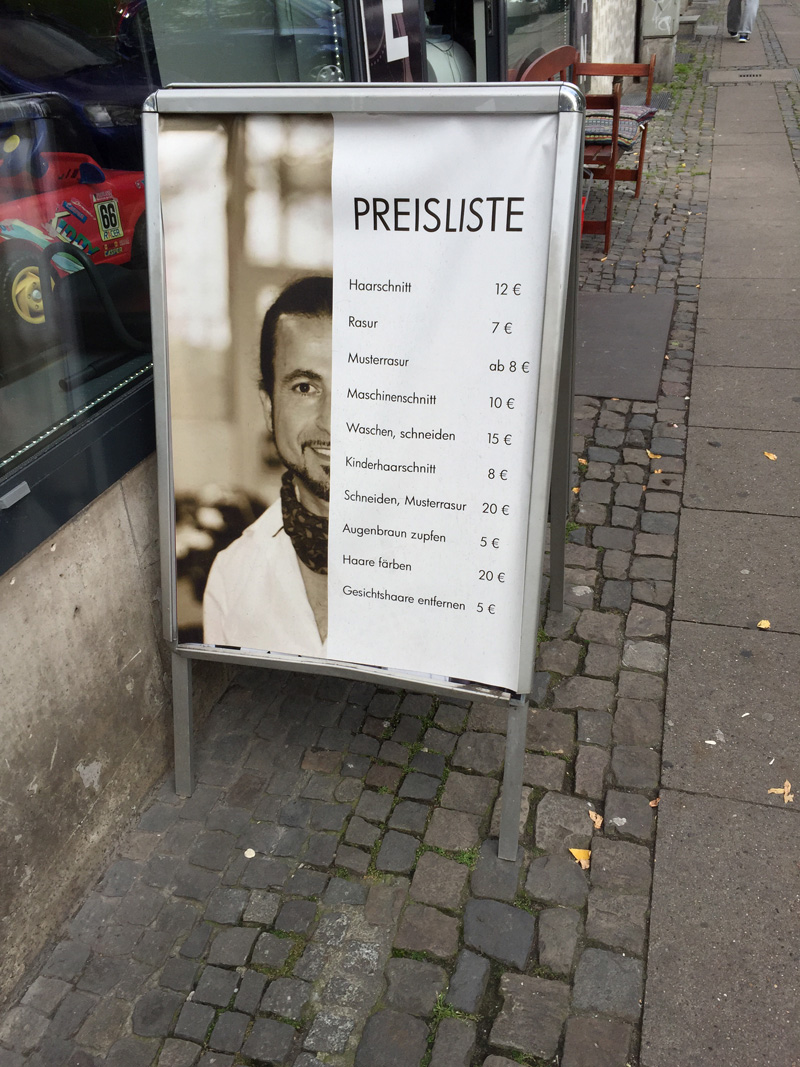 PREISLISTE
Haarschnitt 12 €
Rasur 7 €
Musterrasur ab 8 €
Maschinenschnitt 10 €
Waschen, schneiden 15 €
Kinderhaarschnitt 8 €
Schneiden, Musterrasur 20 €
Augenbraun zupfen 5 €
Haare färben 20 €
Gesichtshaare entfernen 5 €
66